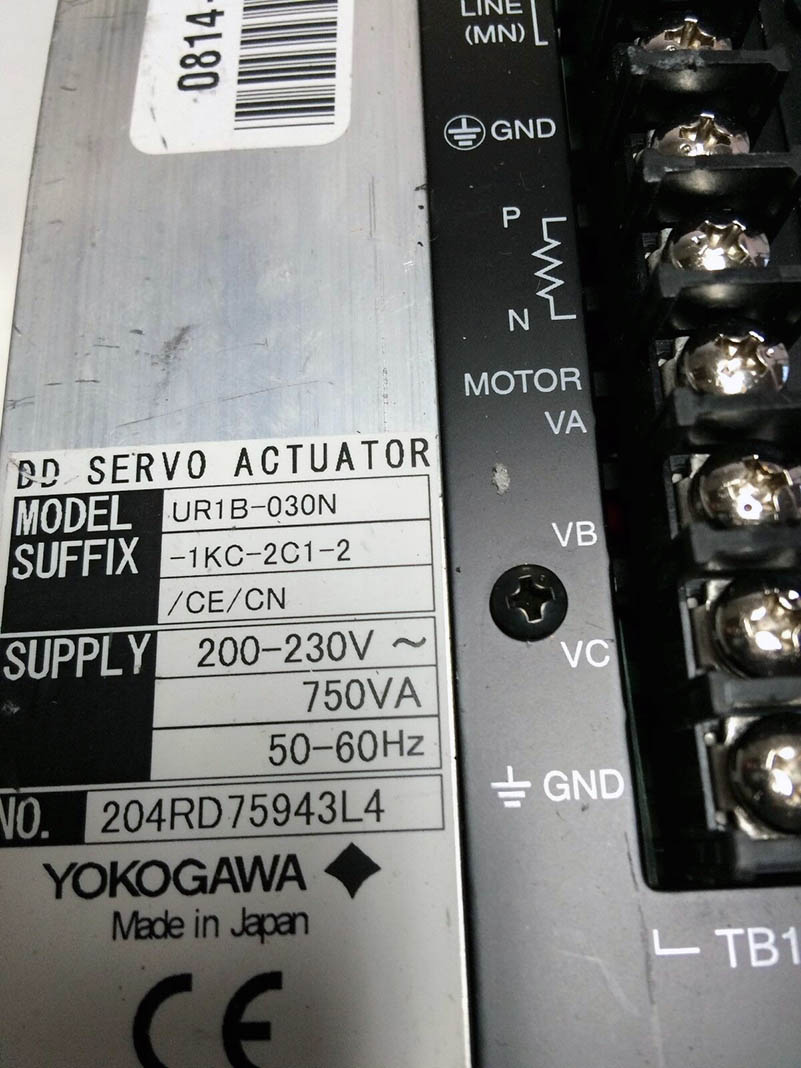 0814-
LINE
(MN)
GND
P
N
MOTOR
VA
VB
VC
GND
TB1
DD SERVO ACTUATOR
MODEL UR1B-030N
SUFFIX -1KC-2C1-2
/CE/CN
SUPPLY 200-230V ~
750VA
50-60Hz
NO. 204RD75943L4
YOKOGAWA
Made in Japan
CE